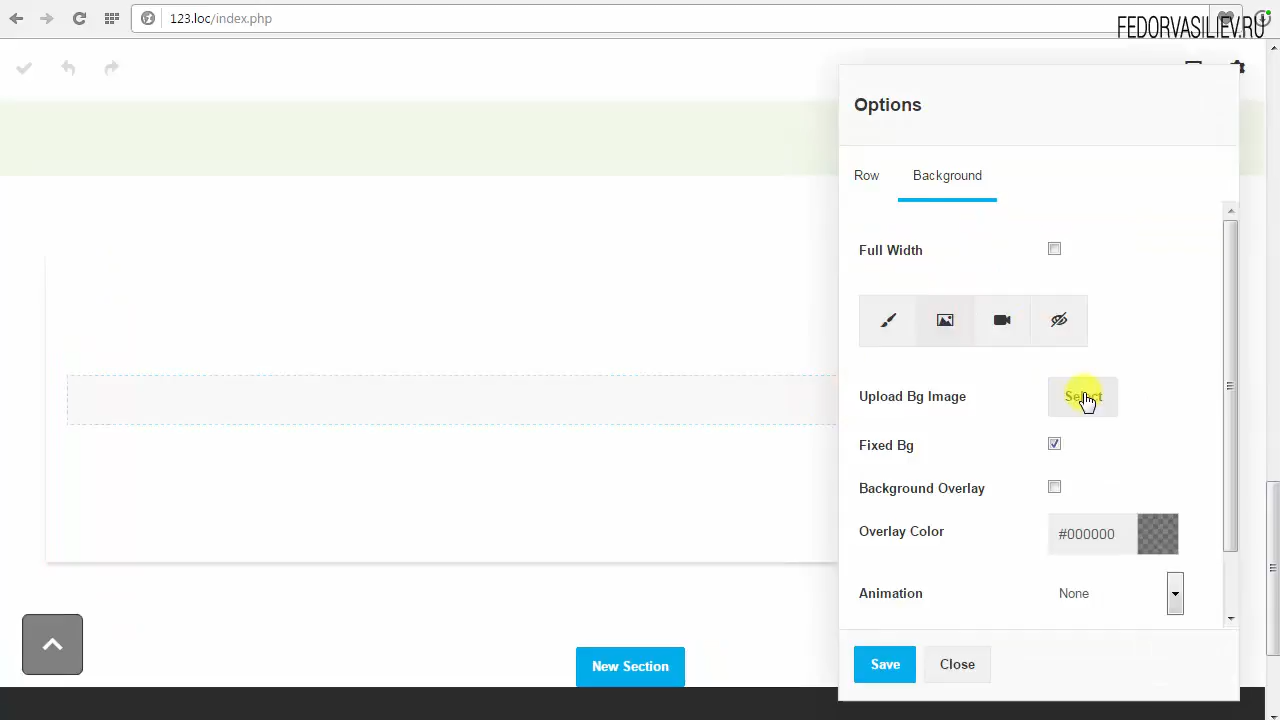 123.loc/index.php
FEDORVASILIEV.RU
Options
Row Background
Full Width
Upload Bg Image Select
Fixed Bg
Background Overlay
Overlay Color #000000
Animation None
New Section
Save Close